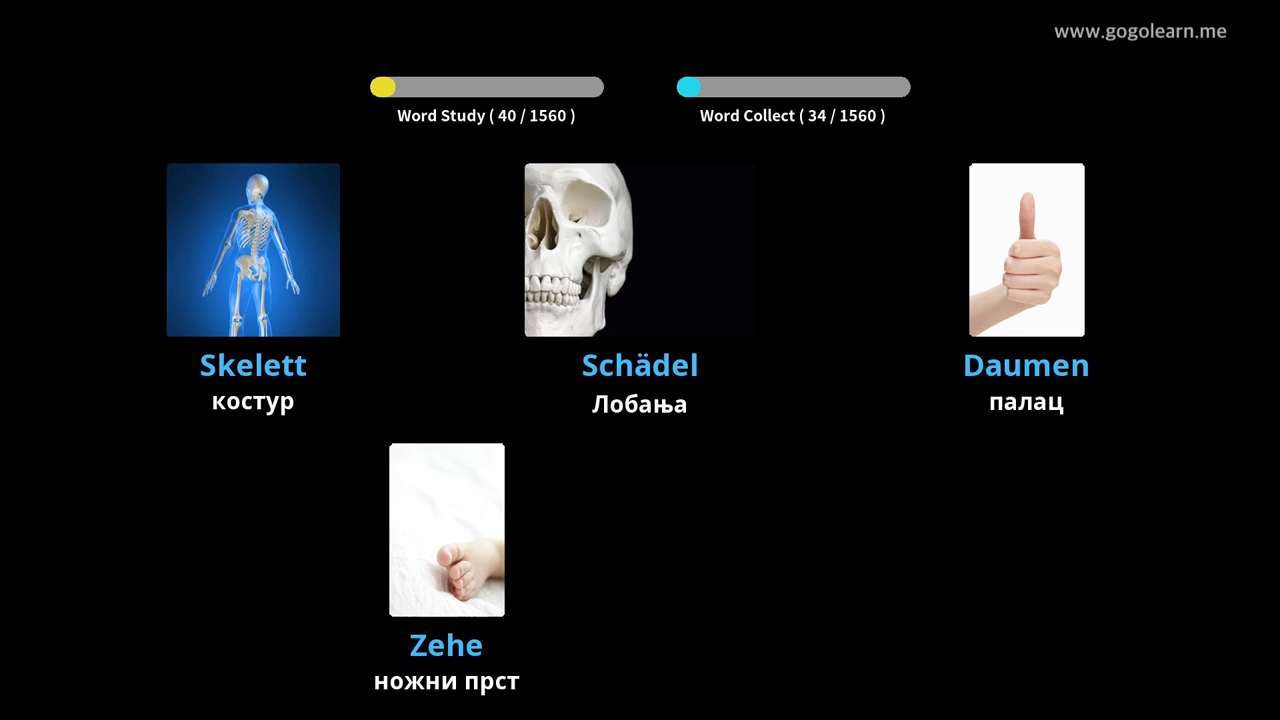 www.gogolearn.me
Word Study ( 40 / 1560 )
Word Collect ( 34 / 1560 )
Skelett
костур
Schädel
Лобања
Daumen
палац
Zehe
ножни прст